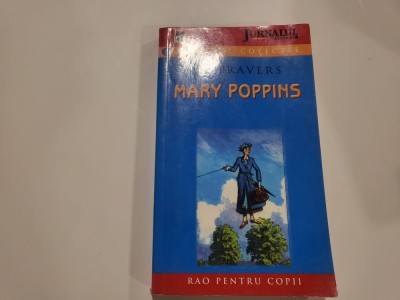 JURNALUL
TRAVERS
MARY POPPINS
RAO PENTRU COPII